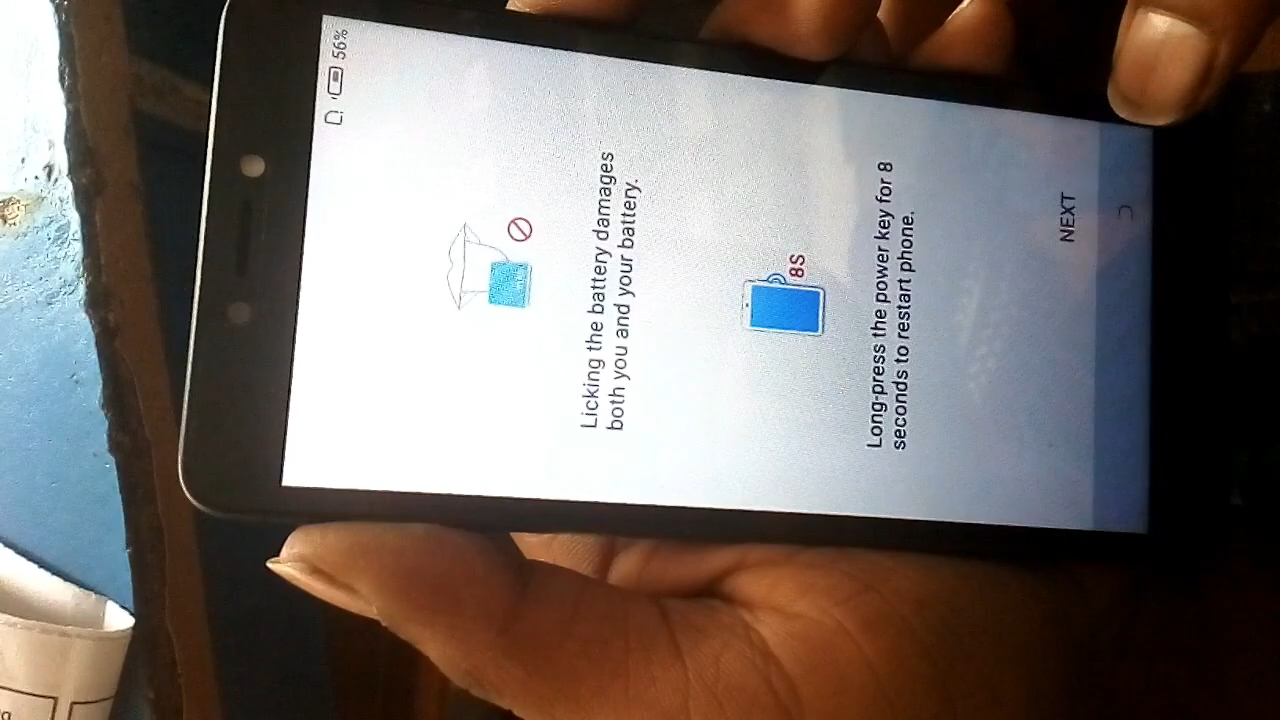 56%
Licking the battery damages
both you and your battery.
8S
Long-press the power key for 8
seconds to restart phone.
NEXT